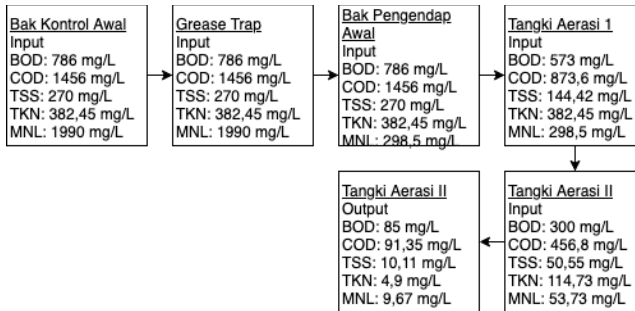 Bak Kontrol Awal
Input
BOD: 786 mg/L
COD: 1456 mg/L
TSS: 270 mg/L
TKN: 382,45 mg/L
MNL: 1990 mg/L
Grease Trap
Input
BOD: 786 mg/L
COD: 1456 mg/L
TSS: 270 mg/L
TKN: 382,45 mg/L
MNL: 1990 mg/L
Bak Pengendap
Awal
Input
BOD: 786 mg/L
COD: 1456 mg/L
TSS: 270 mg/L
TKN: 382,45 mg/L
MNL: 298,5 mg/L
Tangki Aerasi 1
Input
BOD: 573 mg/L
COD: 873,6 mg/L
TSS: 144,42 mg/L
TKN: 382,45 mg/L
MNL: 298,5 mg/L
Tangki Aerasi II
Input
BOD: 300 mg/L
COD: 456,8 mg/L
TSS: 50,55 mg/L
TKN: 114,73 mg/L
MNL: 53,73 mg/L
Tangki Aerasi II
Output
BOD: 85 mg/L
COD: 91,35 mg/L
TSS: 10,11 mg/L
TKN: 4,9 mg/L
MNL: 9,67 mg/L